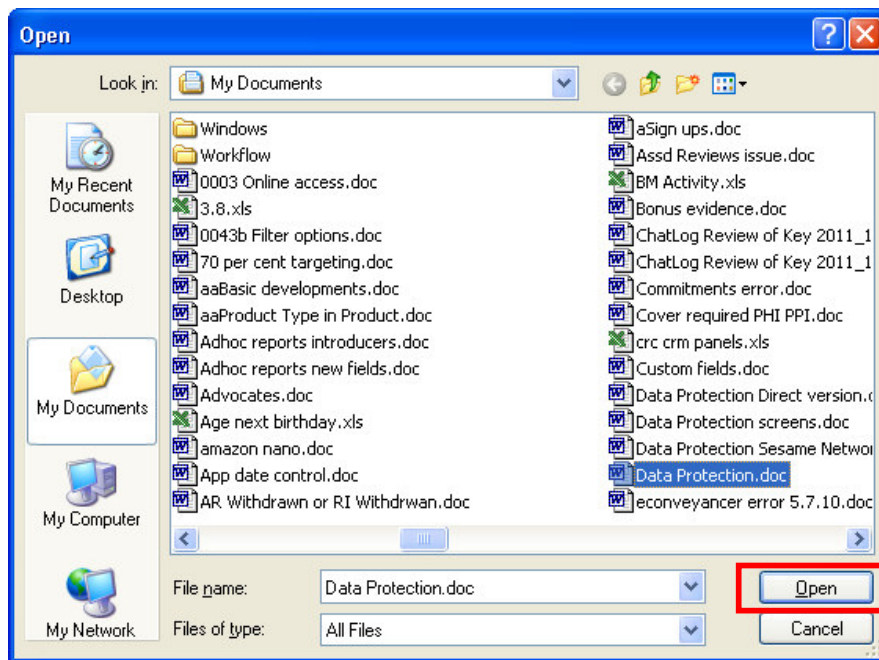 Open
Look in:
My Documents
My Recent
Documents
Desktop
My Documents
My Computer
My Network
Windows
Workflow
0003 Online access.doc
3.8.xls
0043b Filter options.doc
70 per cent targeting.doc
aaBasic developments.doc
aaProduct Type in Product.doc
Adhoc reports introducers.doc
Adhoc reports new fields.doc
Advocates.doc
Age next birthday.xls
amazon nano.doc
App date control.doc
AR Withdrawn or RI Withdrwan.doc
aSign ups.doc
Assd Reviews issue.doc
BM Activity.xls
Bonus evidence.doc
ChatLog Review of Key 2011_1
ChatLog Review of Key 2011_1
Commitments error.doc
Cover required PHI PPI.doc
crc crm panels.xls
Custom fields.doc
Data Protection Direct version.
Data Protection screens.doc
Data Protection Sesame Networ
Data Protection.doc
econveyancer error 5.7.10.doc
File name:
Data Protection.doc
Open
Files of type:
All Files
Cancel